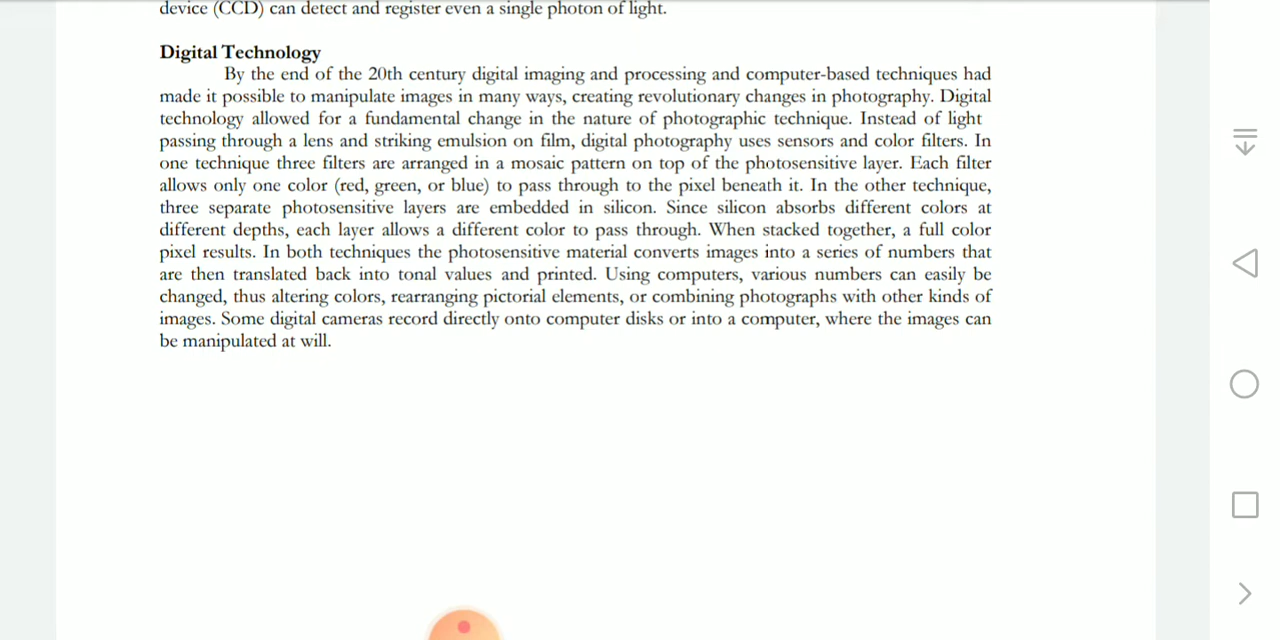 device (CCD) can detect and register even a single photon of light.
Digital Technology
By the end of the 20th century digital imaging and processing and computer-based techniques had
made it possible to manipulate images in many ways, creating revolutionary changes in photography. Digital
technology allowed for a fundamental change in the nature of photographic technique. Instead of light
passing through a lens and striking emulsion on film, digital photography uses sensors and color filters. In
one technique three filters are arranged in a mosaic pattern on top of the photosensitive layer. Each filter
allows only one color (red, green, or blue) to pass through to the pixel beneath it. In the other technique,
three separate photosensitive layers are embedded in silicon. Since silicon absorbs different colors at
different depths, each layer allows a different color to pass through. When stacked together, a full color
pixel results. In both techniques the photosensitive material converts images into a series of numbers that
are then translated back into tonal values and printed. Using computers, various numbers can easily be
changed, thus altering colors, rearranging pictorial elements, or combining photographs with other kinds of
images. Some digital cameras record directly onto computer disks or into a computer, where the images can
be manipulated at will.